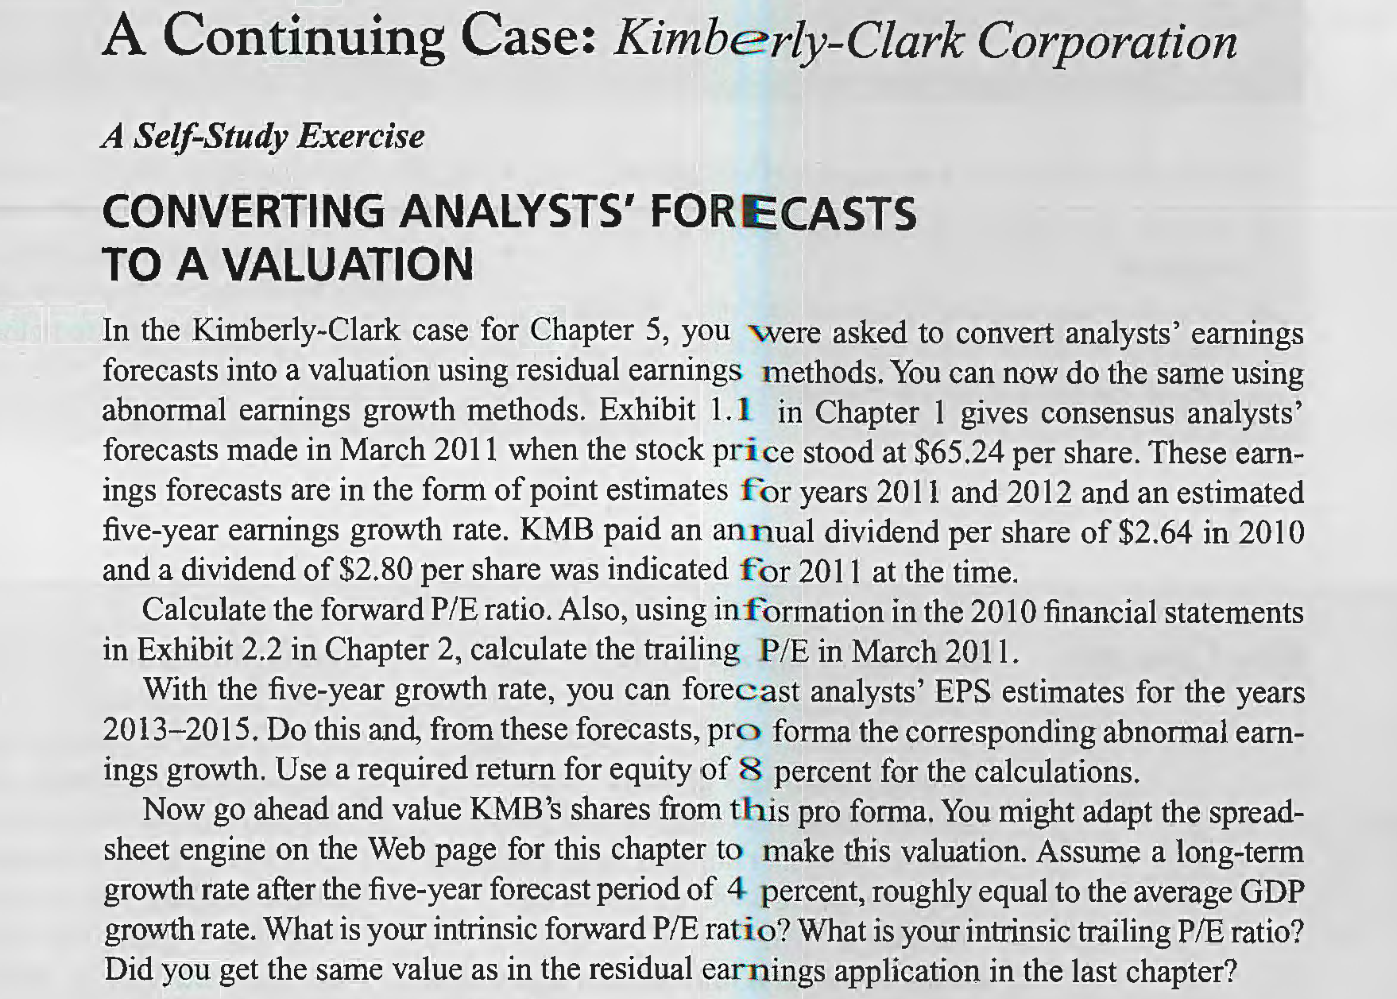 A Continuing Case: Kimberly-Clark Corporation
A Self-Study Exercise
CONVERTING ANALYSTS' FORECASTS
TO A VALUATION
In the Kimberly-Clark case for Chapter 5, you were asked to convert analysts' earnings
forecasts into a valuation using residual earnings methods. You can now do the same using
abnormal earnings growth methods. Exhibit 1.1 in Chapter 1 gives consensus analysts'
forecasts made in March 2011 when the stock price stood at $65.24 per share. These earn-
ings forecasts are in the form of point estimates for years 2011 and 2012 and an estimated
five-year earnings growth rate. KMB paid an annual dividend per share of $2.64 in 2010
and a dividend of $2.80 per share was indicated for 2011 at the time.
Calculate the forward P/E ratio. Also, using information in the 2010 financial statements
in Exhibit 2.2 in Chapter 2, calculate the trailing P/E in March 2011.
With the five-year growth rate, you can forecast analysts' EPS estimates for the years
2013–2015. Do this and, from these forecasts, pro forma the corresponding abnormal earn-
ings growth. Use a required return for equity of 8 percent for the calculations.
Now go ahead and value KMB's shares from this pro forma. You might adapt the spread-
sheet engine on the Web page for this chapter to make this valuation. Assume a long-term
growth rate after the five-year forecast period of 4 percent, roughly equal to the average GDP
growth rate. What is your intrinsic forward P/E ratio? What is your intrinsic trailing P/E ratio?
Did you get the same value as in the residual earnings application in the last chapter?